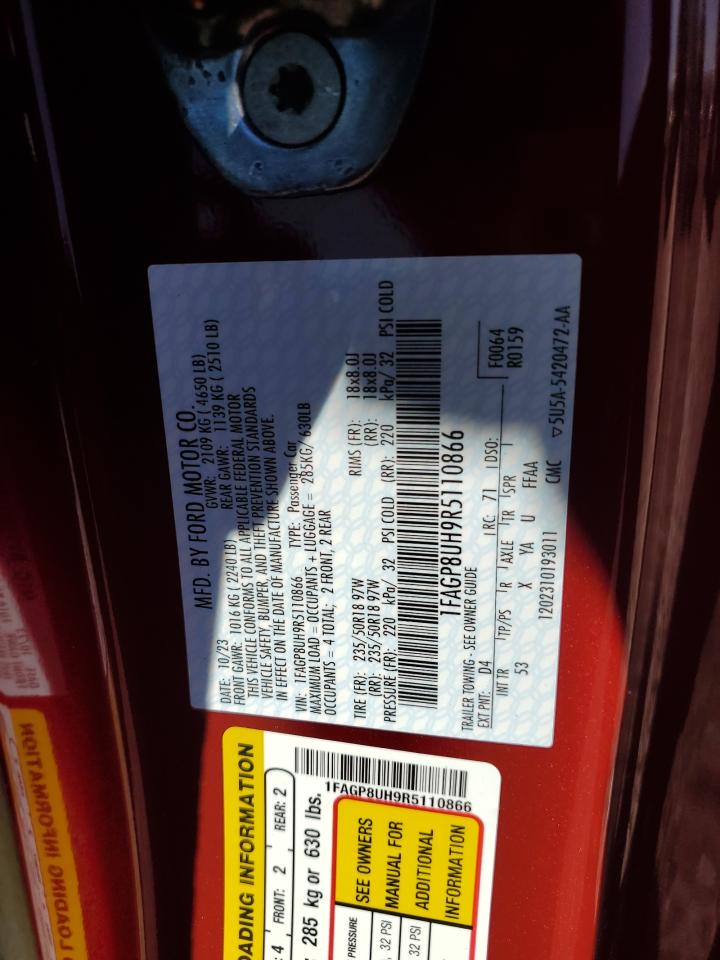 MFD. BY FORD MOTOR CO.
DATE: 10/23 GVWR: 2109 KG ( 4650 LB)
FRONT GAWR: 1016 KG ( 2240 LB) REAR GAWR: 1139 KG ( 2510 LB)
THIS VEHICLE CONFORMS TO ALL APPLICABLE FEDERAL MOTOR
VEHICLE SAFETY, BUMPER, AND THEFT PREVENTION STANDARDS
IN EFFECT ON THE DATE OF MANUFACTURE SHOWN ABOVE.
VIN: 1FAGP8UH9R5110866 TYPE: Passenger Car
MAXIMUM LOAD = OCCUPANTS + LUGGAGE = 285KG/ 630LB
OCCUPANTS = 4 TOTAL; 2 FRONT, 2 REAR
TIRE (FR): 235/50R18 97W RIMS (FR): 18x8.0J
(RR): 235/50R18 97W (RR): 18x8.0J
PRESSURE (FR): 220 kPa/ 32 PSI COLD (RR): 220 kPa/ 32 PSI COLD
1FAGP8UH9R5110866
TRAILER TOWING - SEE OWNER GUIDE
F0064
EXT PNT: D4 RC: 71 DSO: R0159
INT TR TP/PS R AXLE TR SPR
53 X YA U FFAA
1202310193011 CMC ▽5U5A-5420472-AA
OADING INFORMATION
: 4 FRONT: 2 REAR: 2
285 kg or 630 lbs.
1FAGP8UH9R5110866
PRESSURE SEE OWNERS
, 32 PSI MANUAL FOR
, 32 PSI ADDITIONAL
INFORMATION
LOADING INFORMATION